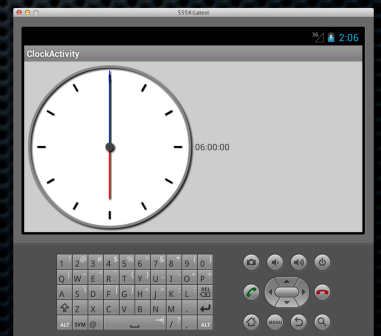 5554:Latest
3G 2:06
ClockActivity
06:00:00
1 2 @ 3 # 4 $ 5 % 6 ^ 7 & 8 * 9 ( 0 )
Q W E R T Y U I O P
A S D F G H J K L DEL
Z X C V B N M .
ALT SYM @ / , ALT
MENU